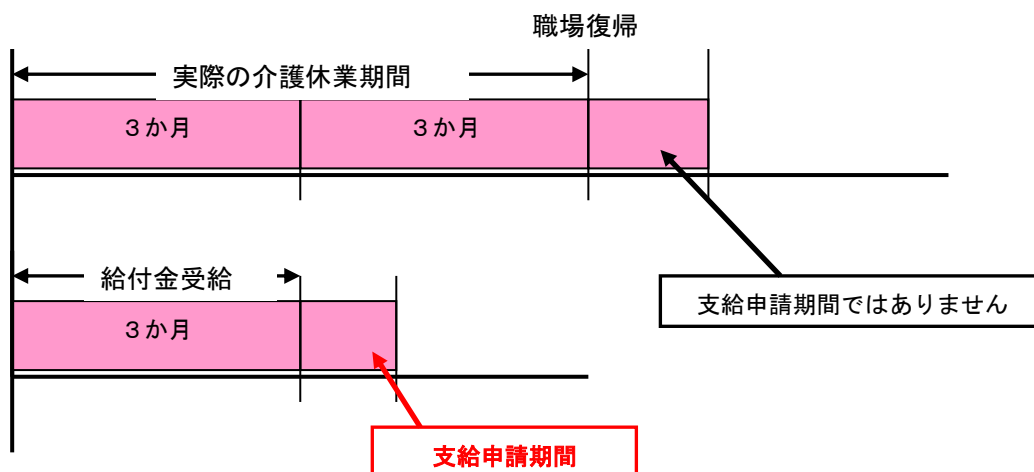 職場復帰
実際の介護休業期間
３か月
３か月
給付金受給
支給申請期間ではありません
３か月
支給申請期間